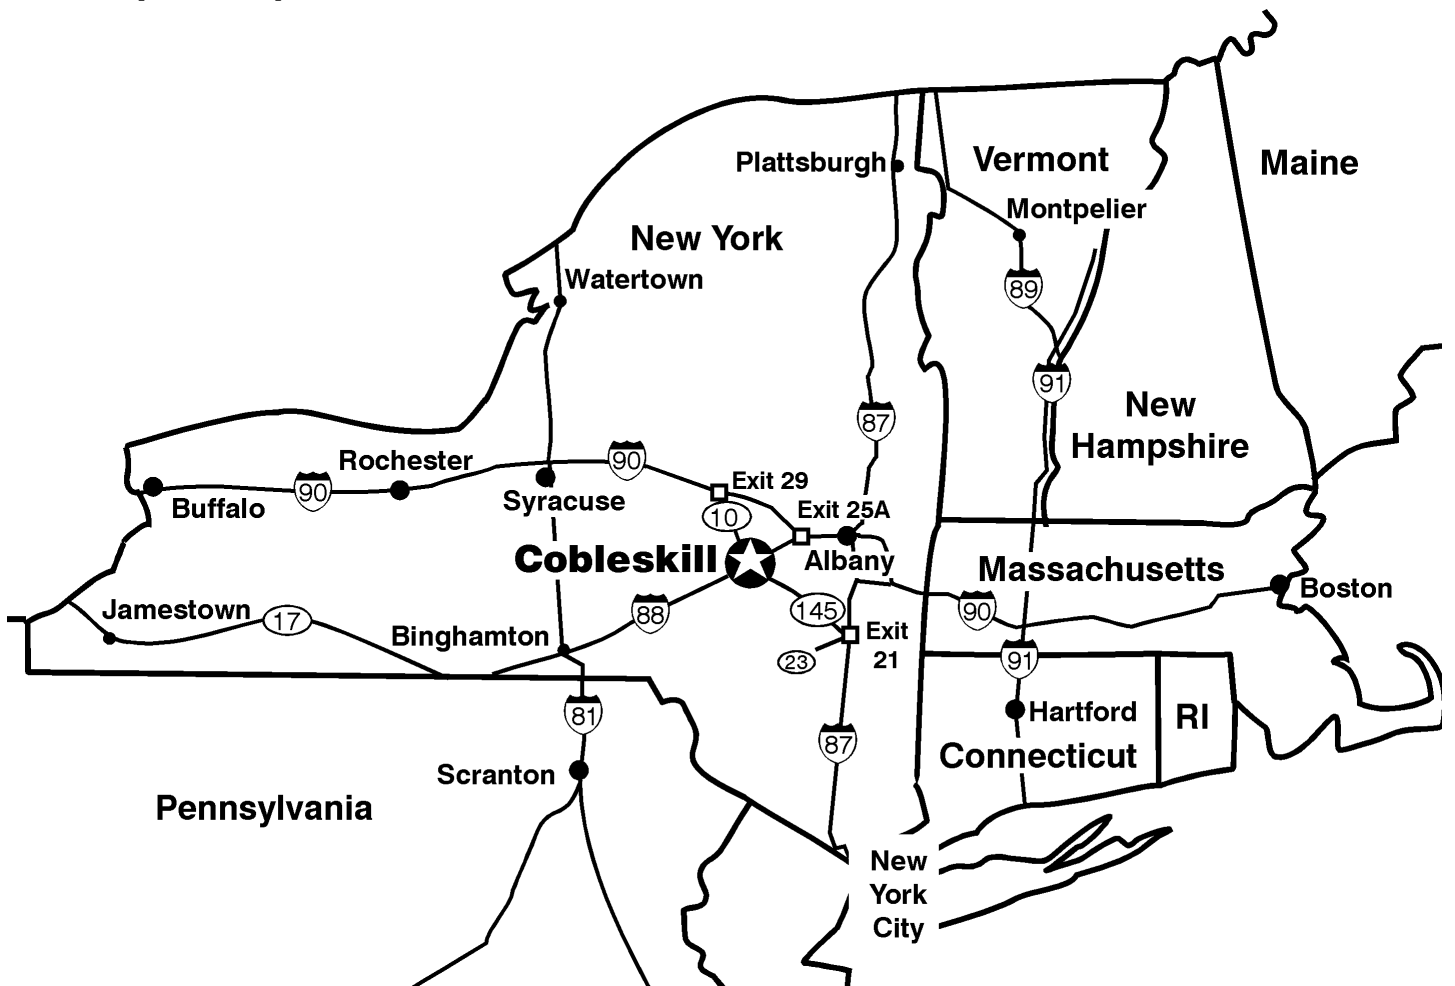 Plattsburgh
Vermont
Maine
Montpelier
New York
Watertown
89
91
87
New
Hampshire
Rochester
90
90
Exit 29
Buffalo
Syracuse
10
Exit 25A
Cobleskill
Albany
Massachusetts
Boston
Jamestown
17
88
145
90
Binghamton
Exit
21
23
91
81
Hartford
RI
87
Connecticut
Scranton
Pennsylvania
New
York
City